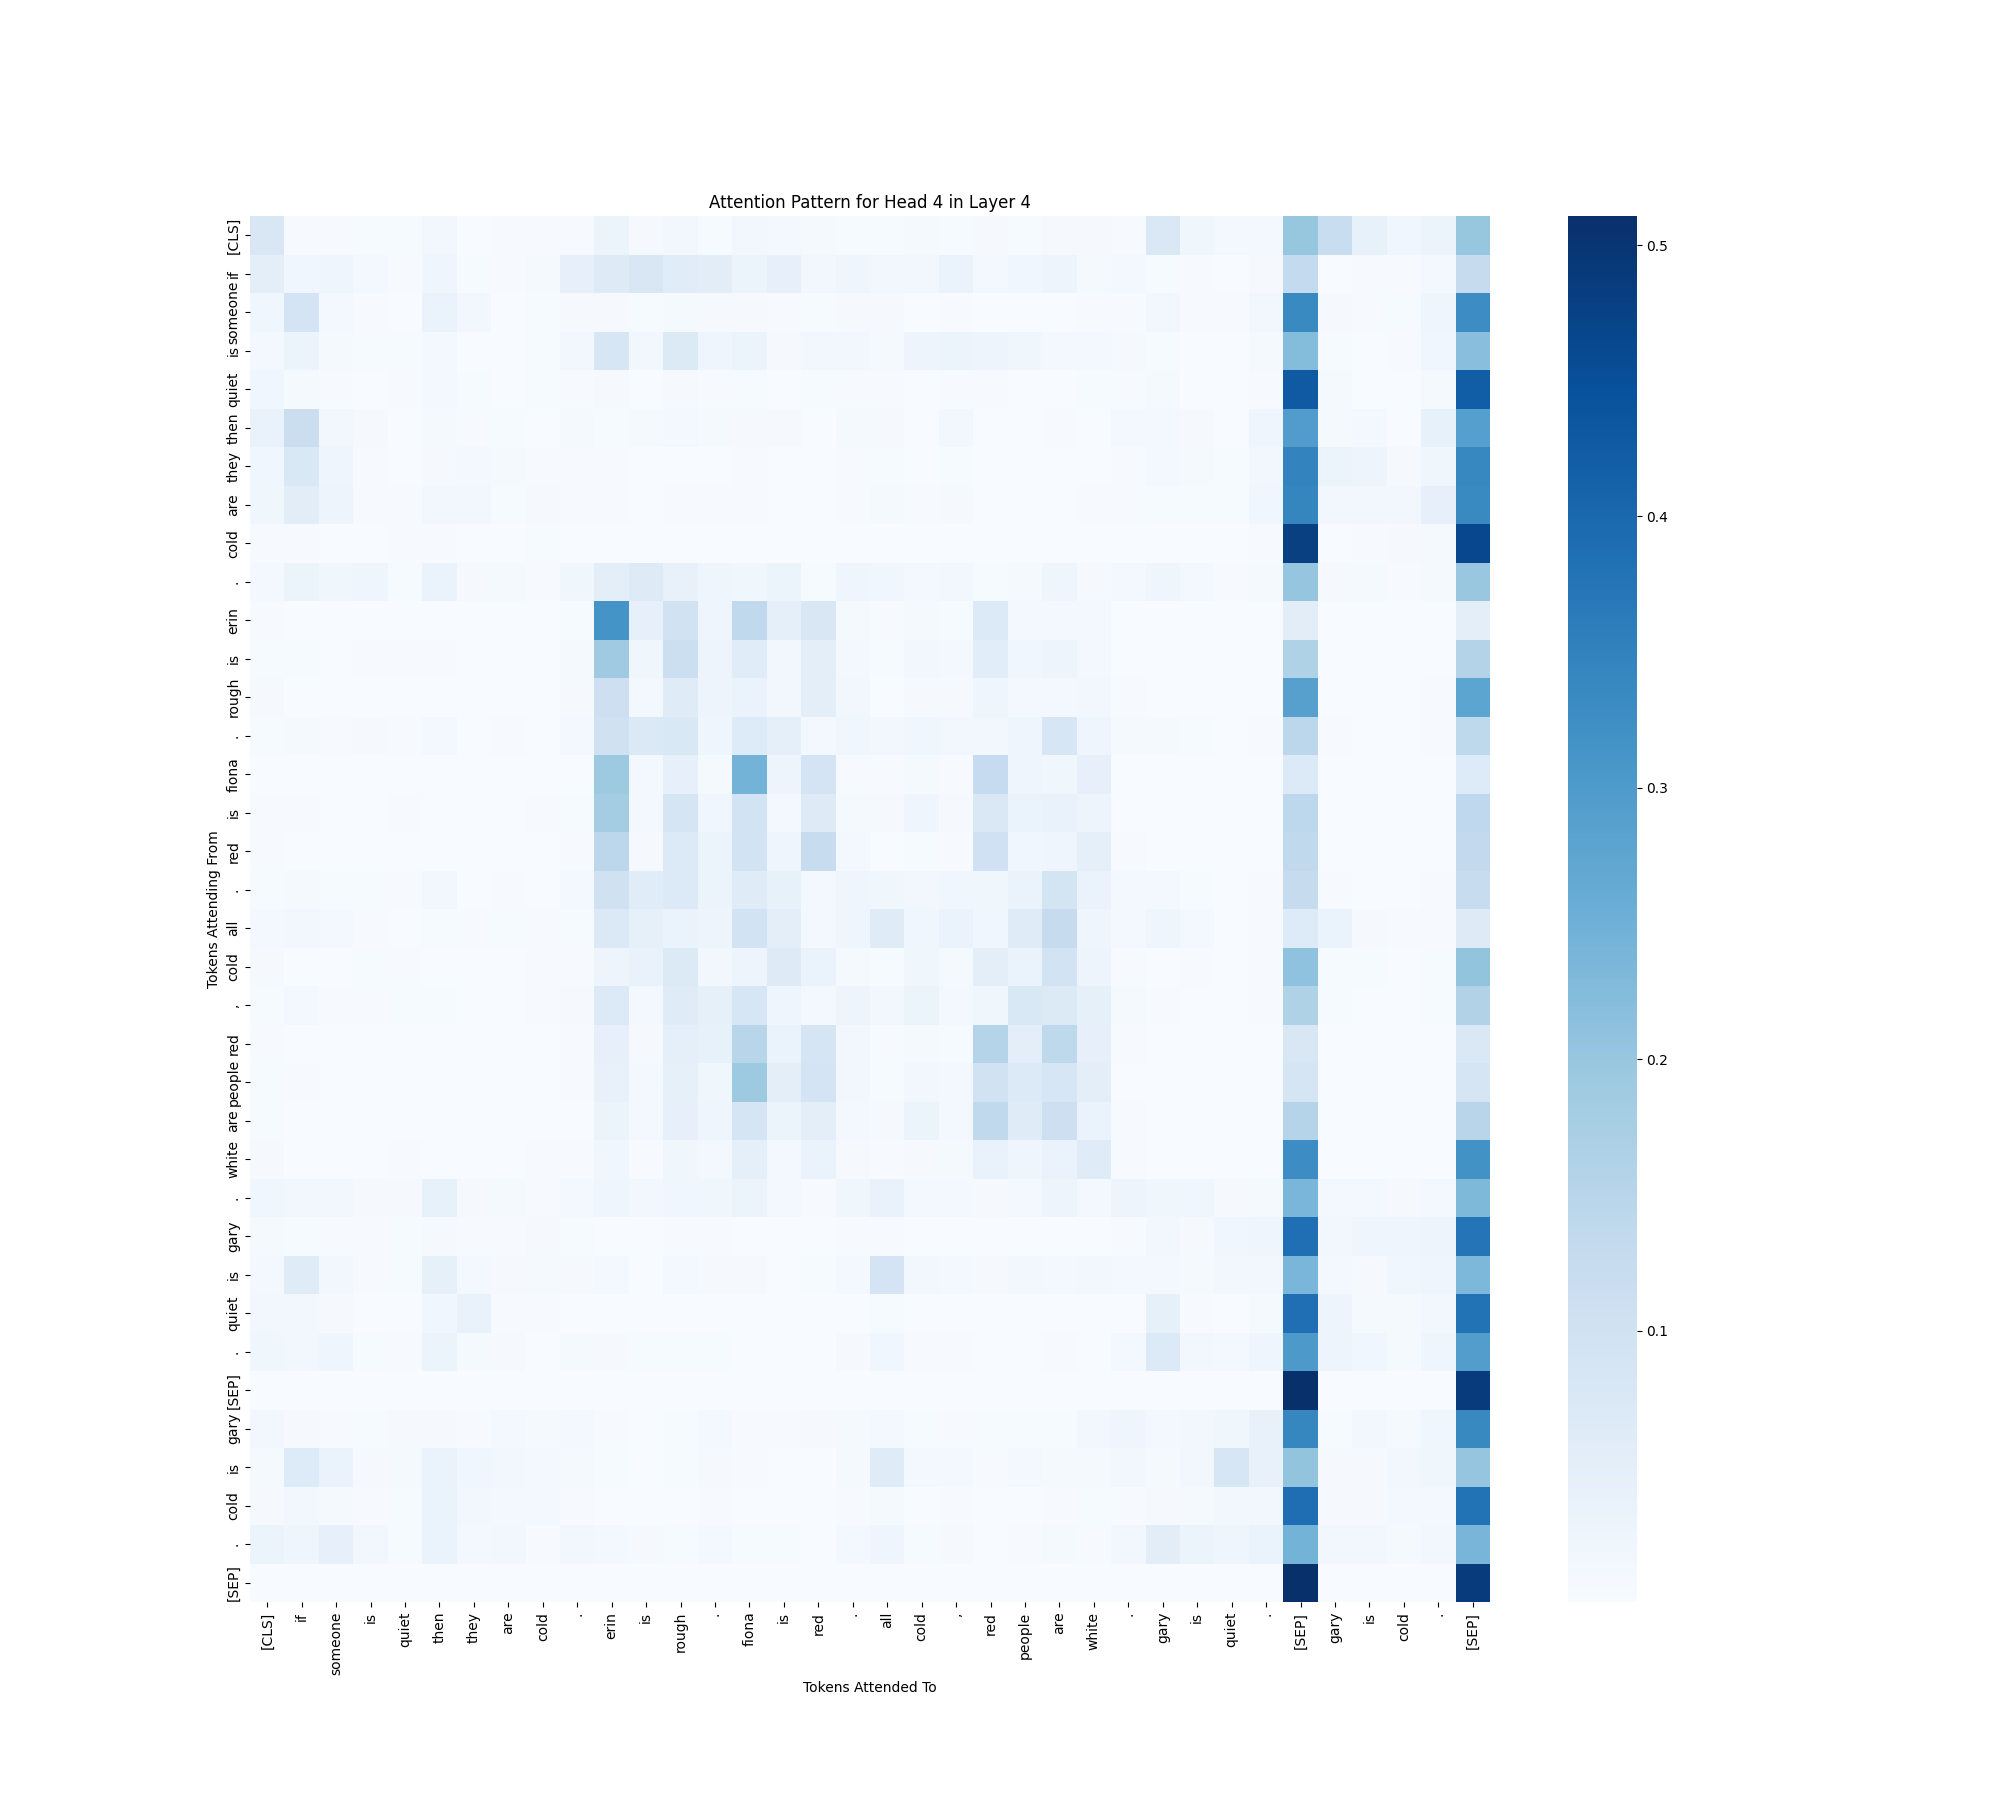 Attention Pattern for Head 4 in Layer 4
Tokens Attending From
[CLS]
if
someone
is
quiet
then
they
are
cold
.
erin
is
rough
.
fiona
is
red
.
all
cold
,
red
people
are
white
.
gary
is
quiet
.
[SEP]
gary
is
cold
.
[SEP]
[CLS] if someone is quiet then they are cold . erin is rough . fiona is red . all cold , red people are white . gary is quiet . [SEP] gary is cold . [SEP]
Tokens Attended To
0.5
0.4
0.3
0.2
0.1